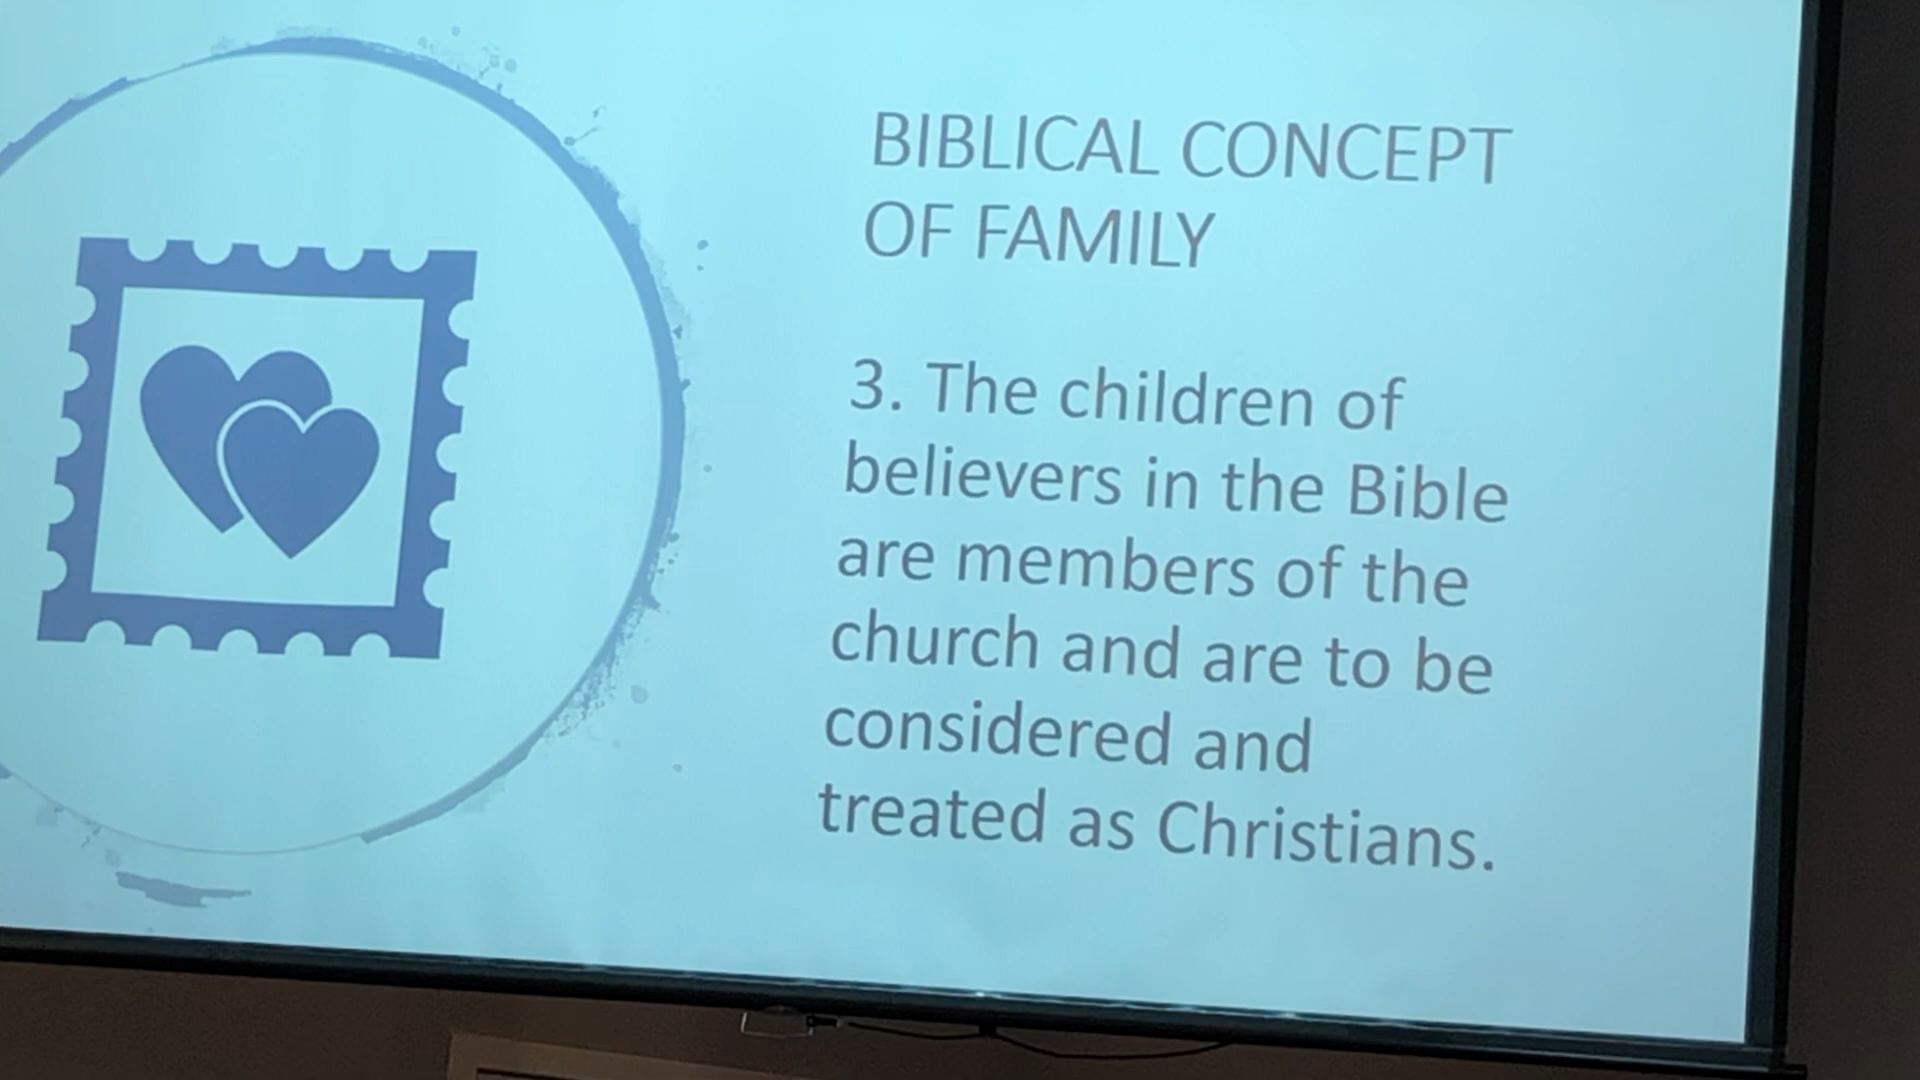 BIBLICAL CONCEPT
OF FAMILY
3. The children of
believers in the Bible
are members of the
church and are to be
considered and
treated as Christians.